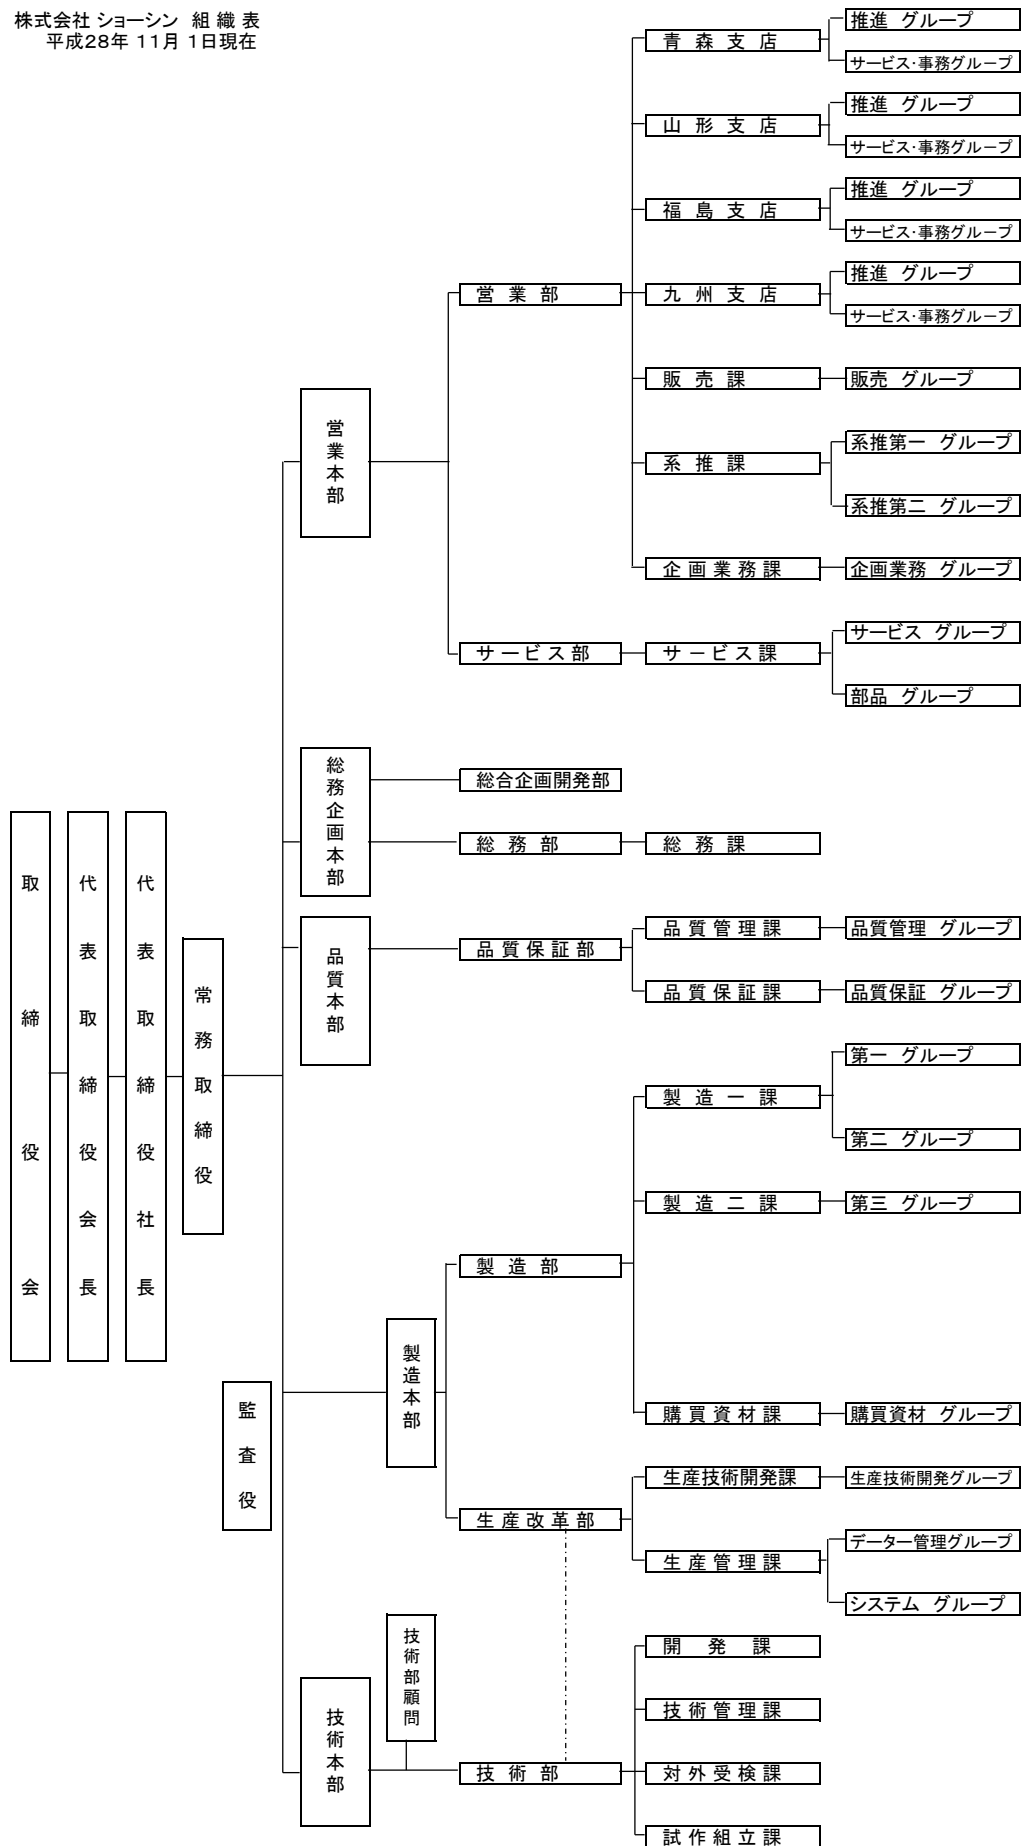 株式会社 ショーシン 組 織 表
平成28年 11月 1日現在
取締役会
代表取締役会長
代表取締役社長
常務取締役
監査役
営業本部
営 業 部
青 森 支 店
推進 グループ
サービス・事務グループ
山 形 支 店
推進 グループ
サービス・事務グループ
福 島 支 店
推進 グループ
サービス・事務グループ
九 州 支 店
推進 グループ
サービス・事務グループ
販 売 課
販売 グループ
系 推 課
系推第一 グループ
系推第二 グループ
企 画 業 務 課
企画業務 グループ
サ ー ビ ス 部
サ ー ビ ス 課
サービス グループ
部品 グループ
総務企画本部
総合企画開発部
総 務 部
総 務 課
品質本部
品 質 保 証 部
品 質 管 理 課
品質管理 グループ
品 質 保 証 課
品質保証 グループ
製造本部
製 造 部
製 造 一 課
第一 グループ
第二 グループ
製 造 二 課
第三 グループ
購 買 資 材 課
購買資材 グループ
生 産 改 革 部
生産技術開発課
生産技術開発グループ
生 産 管 理 課
データー管理グループ
システム グループ
技術本部
技術部顧問
技 術 部
開 発 課
技 術 管 理 課
対 外 受 検 課
試 作 組 立 課